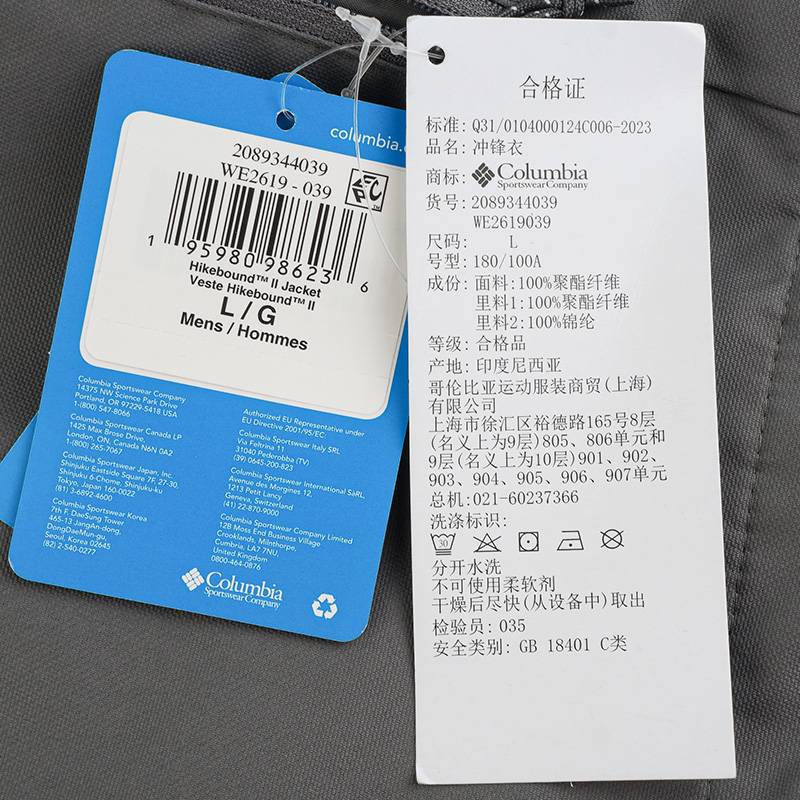 columbia.
2089344039
WE2619 - 039
1 95980 98623 6
Hikebound™ II Jacket
Veste Hikebound™ II
L / G
Mens / Hommes
Columbia Sportswear Company
14375 NW Science Park Drive
Portland, OR 97229-5418 USA
1-(800) 547-8066
Columbia Sportswear Canada LP
1425 Max Brose Drive,
London, ON, Canada N6N 0A2
1-(800) 265-7067
Columbia Sportswear Japan, Inc.
Shinjuku Eastside Square 7F, 27-30,
Shinjuku 6-Chome, Shinjuku-ku
Tokyo, Japan 160-0022
(81) 3-6892-4600
Columbia Sportswear Korea
7th F, DaeSung Tower
465-13 JangAn-dong,
DongDaeMun-gu,
Seoul, Korea 02645
(82) 2-540-0277
Authorized EU Representative under
EU Directive 2001/95/EC:
Columbia Sportswear Italy SRL
Via Feltrina 11
31040 Pederobba (TV)
(39) 0645-200-823
Columbia Sportswear International SàRL
Avenue des Morgines 12,
1213 Petit Lancy
Geneva, Switzerland
(41) 22-870-9000
Columbia Sportswear Company Limited
12B Moss End Business Village
Crooklands, Milnthorpe,
Cumbria, LA7 7NU,
United Kingdom
0800-464-0876
Columbia
Sportswear Company
合格证
标准: Q31/0104000124C006-2023
品名: 冲锋衣
商标: Columbia
Sportswear Company
货号: 2089344039
WE2619039
尺码: L
号型: 180/100A
成份: 面料:100%聚酯纤维
里料1:100%聚酯纤维
里料2:100%锦纶
等级: 合格品
产地: 印度尼西亚
哥伦比亚运动服装商贸(上海)
有限公司
上海市徐汇区裕德路165号8层
(名义上为9层)805、806单元和
9层(名义上为10层)901、902、
903、904、905、906、907单元
总机:021-60237366
洗涤标识:
30
分开水洗
不可使用柔软剂
干燥后尽快(从设备中)取出
检验员: 035
安全类别: GB 18401 C类